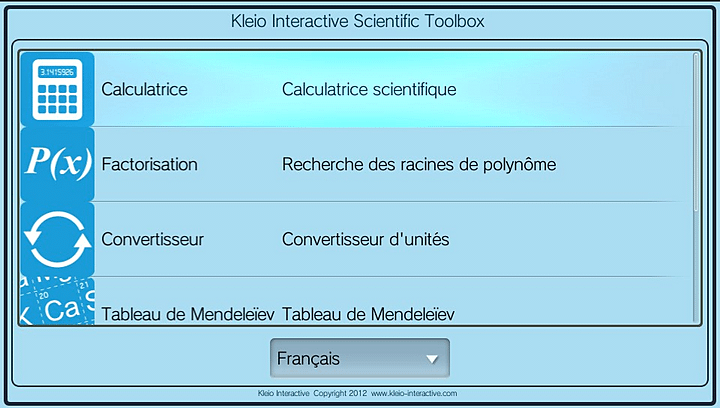 Kleio Interactive Scientific Toolbox
3.1415926
Calculatrice Calculatrice scientifique
P(x) Factorisation Recherche des racines de polynôme
Convertisseur Convertisseur d'unités
20
Ca
Tableau de Mendeleïev Tableau de Mendeleïev
Français
Kleio Interactive Copyright 2012 www.kleio-interactive.com